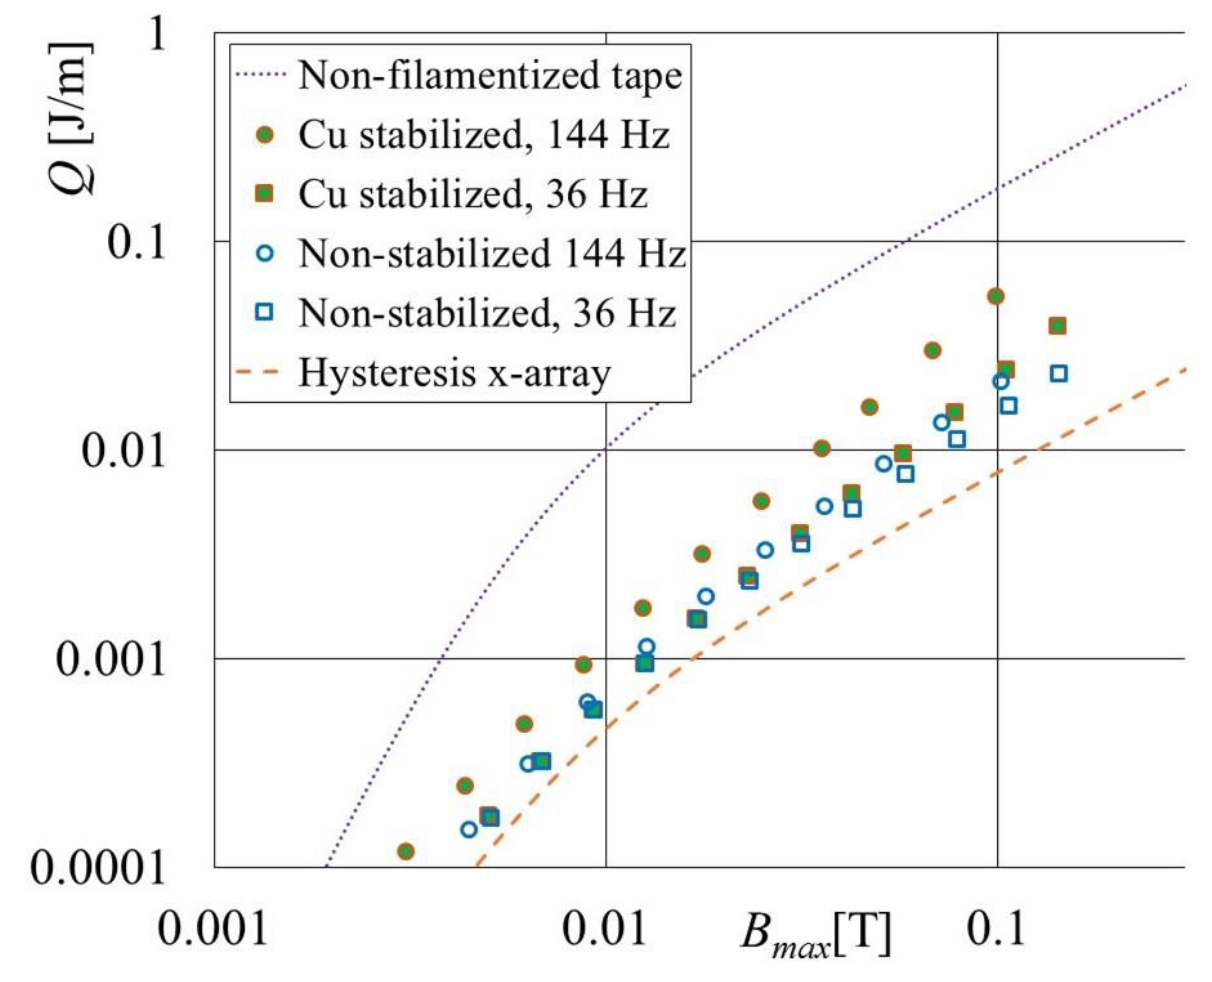 1
Q [J/m]
Non-filamentized tape
Cu stabilized, 144 Hz
Cu stabilized, 36 Hz
Non-stabilized 144 Hz
Non-stabilized, 36 Hz
Hysteresis x-array
0.1
0.01
0.001
0.0001
0.001 0.01 Bmax[T] 0.1